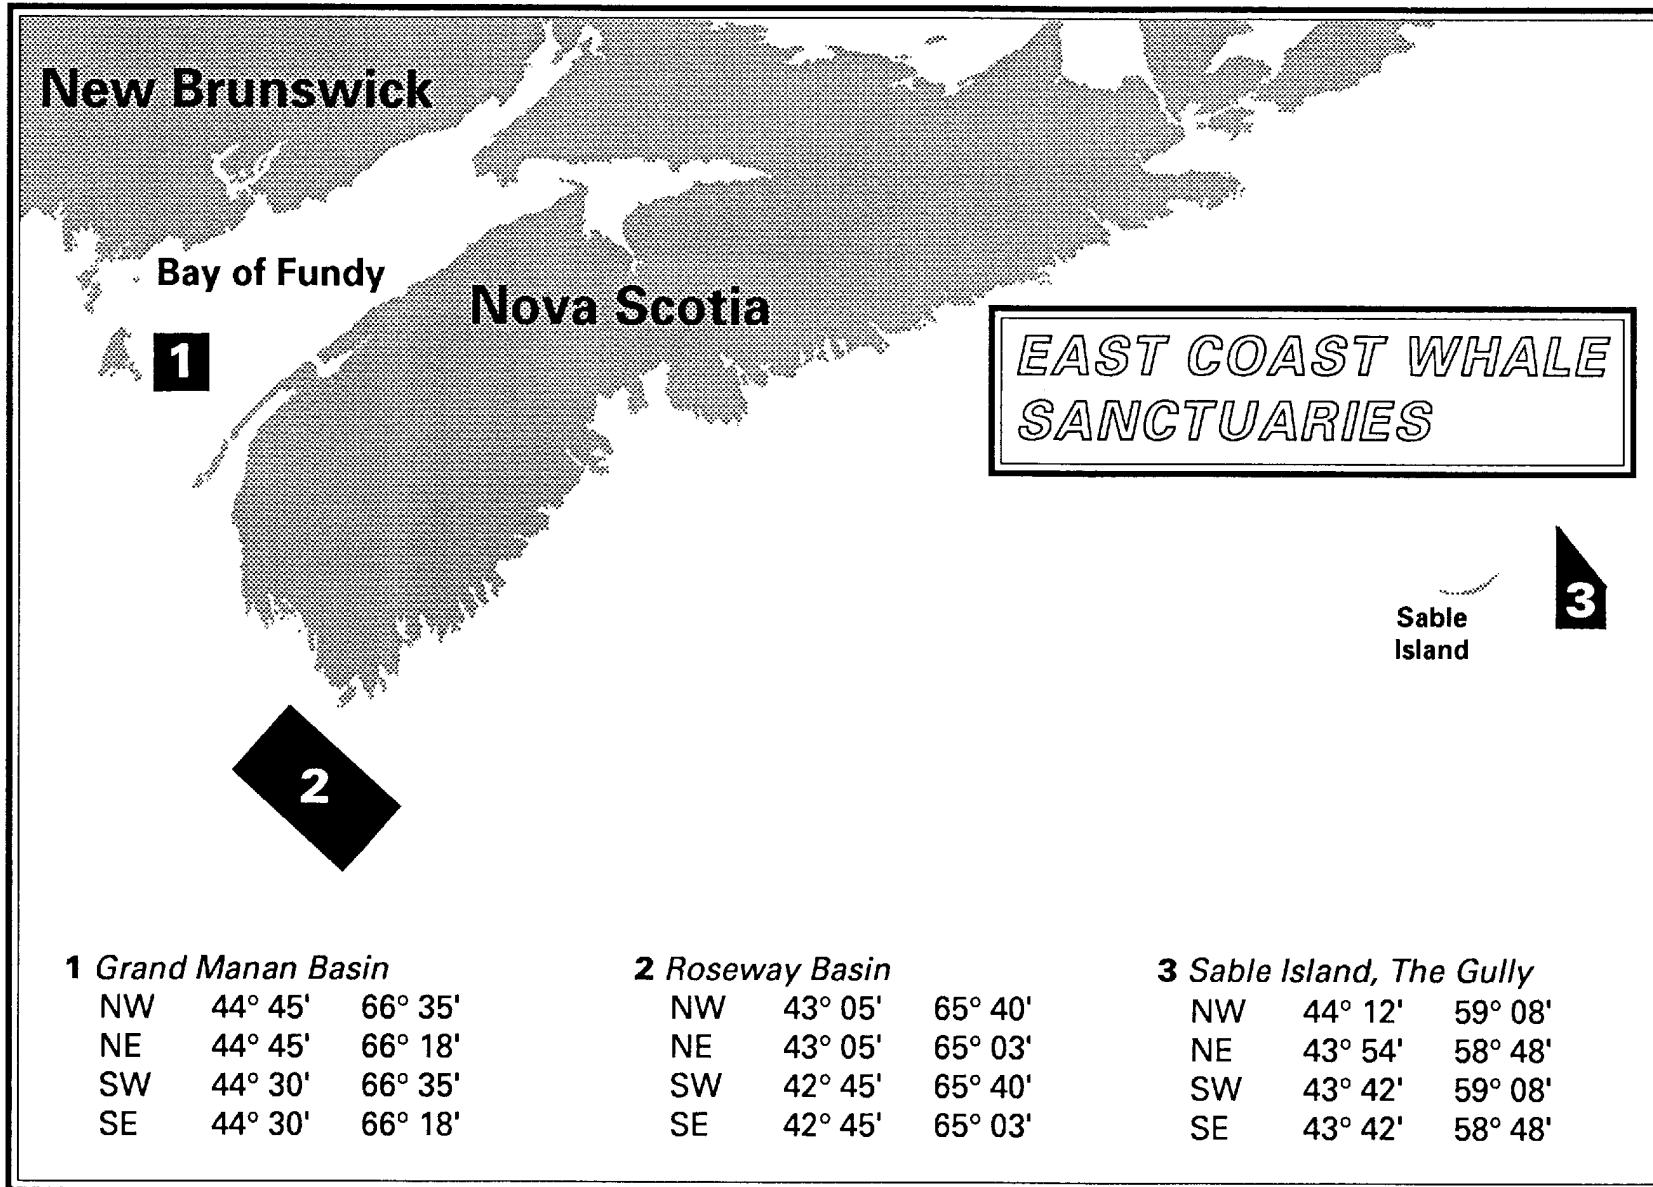 New Brunswick
Bay of Fundy
Nova Scotia
1
EAST COAST WHALE
SANCTUARIES
3
Sable
Island
2
1 Grand Manan Basin
NW 44° 45' 66° 35'
NE 44° 45' 66° 18'
SW 44° 30' 66° 35'
SE 44° 30' 66° 18'
2 Roseway Basin
NW 43° 05' 65° 40'
NE 43° 05' 65° 03'
SW 42° 45' 65° 40'
SE 42° 45' 65° 03'
3 Sable Island, The Gully
NW 44° 12' 59° 08'
NE 43° 54' 58° 48'
SW 43° 42' 59° 08'
SE 43° 42' 58° 48'